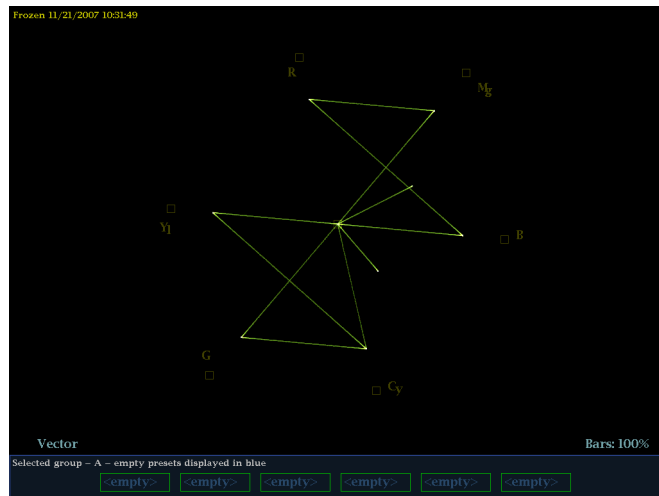 Frozen 11/21/2007 10:31:49
R
Mg
Yl
B
G
Cy
Vector
Bars: 100%
Selected group – A – empty presets displayed in blue
<empty> <empty> <empty> <empty> <empty> <empty>